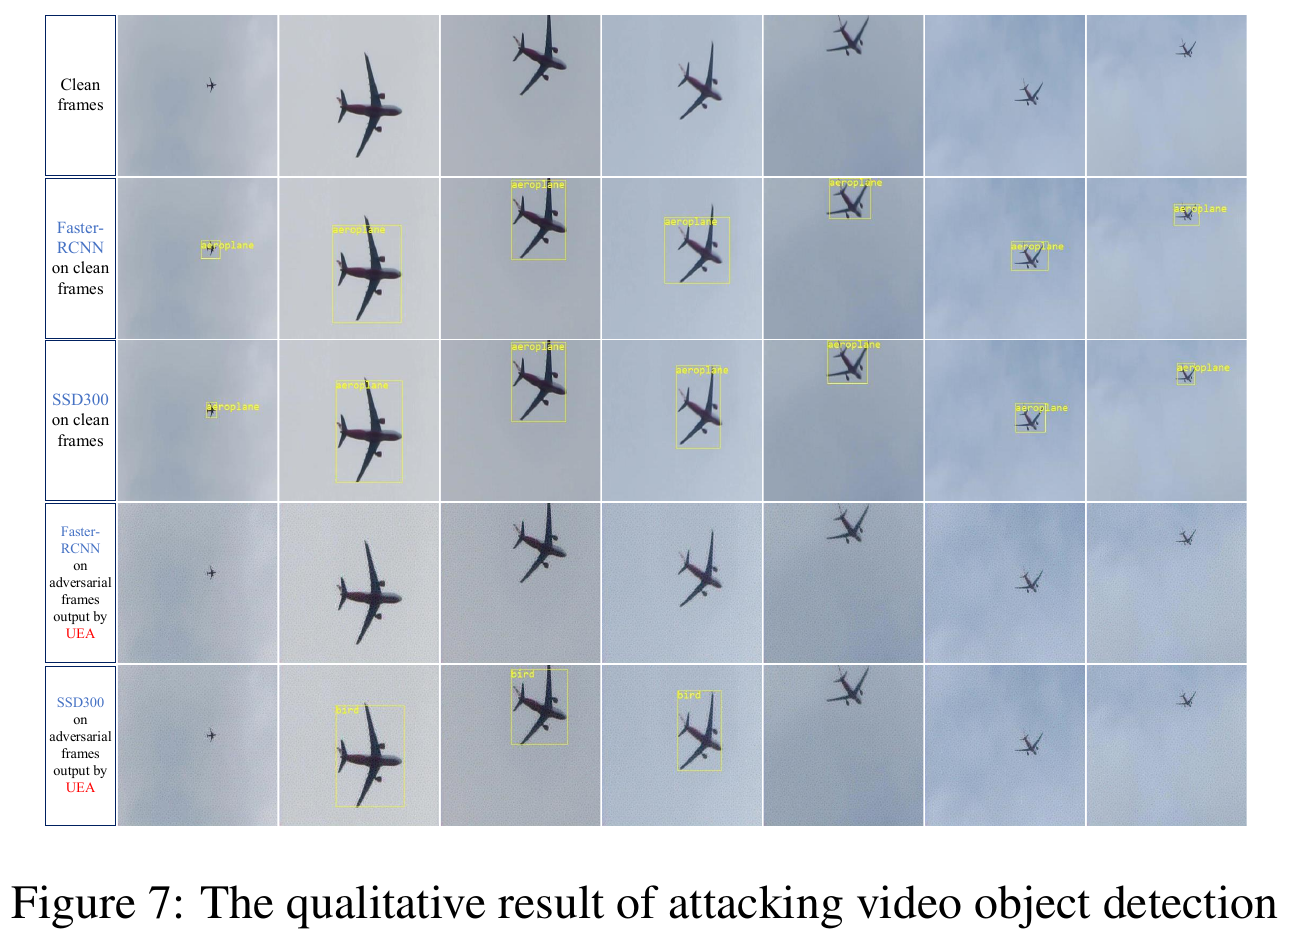 Clean
frames
Faster-
RCNN
on clean
frames
aeroplane
aeroplane
aeroplane
aeroplane
aeroplane
aeroplane
aeroplane
SSD300
on clean
frames
aeroplane
aeroplane
aeroplane
aeroplane
aeroplane
aeroplane
aeroplane
Faster-
RCNN
on
adversarial
frames
output by
UEA
SSD300
on
adversarial
frames
output by
UEA
bird
bird
bird
Figure 7: The qualitative result of attacking video object detection